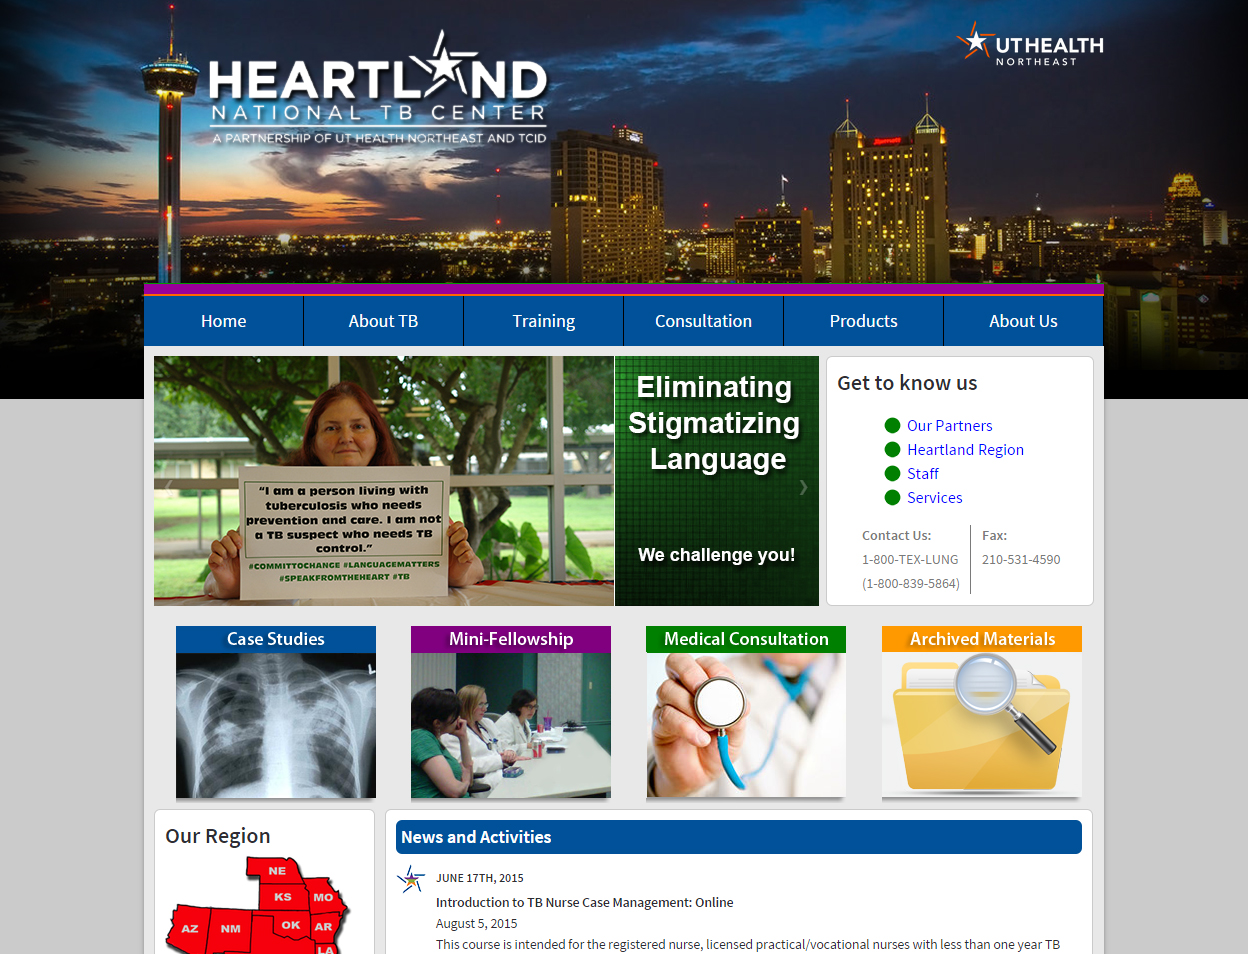 HEARTLAND
NATIONAL TB CENTER
A PARTNERSHIP OF UT HEALTH NORTHEAST AND TCID
UT HEALTH
NORTHEAST
Marriott
Home
About TB
Training
Consultation
Products
About Us
“I am a person living with
tuberculosis who needs
prevention and care. I am not
a TB suspect who needs TB
control.”
#COMMITTOCHANGE #LANGUAGEMATTERS
#SPEAKFROMTHEHEART #TB
Eliminating
Stigmatizing
Language
We challenge you!
Get to know us
Our Partners
Heartland Region
Staff
Services
Contact Us:
1-800-TEX-LUNG
(1-800-839-5864)
Fax:
210-531-4590
Case Studies
Mini-Fellowship
Medical Consultation
Archived Materials
L
Our Region
NE
KS
MO
AZ
NM
OK
AR
LA
News and Activities
JUNE 17TH, 2015
Introduction to TB Nurse Case Management: Online
August 5, 2015
This course is intended for the registered nurse, licensed practical/vocational nurses with less than one year TB